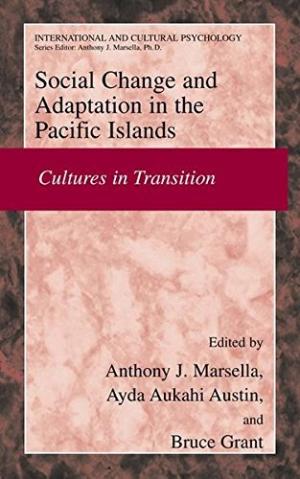 INTERNATIONAL AND CULTURAL PSYCHOLOGY
Series Editor: Anthony J. Marsella, Ph.D.
Social Change and
Adaptation in the
Pacific Islands
Cultures in Transition
Edited by
Anthony J. Marsella,
Ayda Aukahi Austin,
and
Bruce Grant